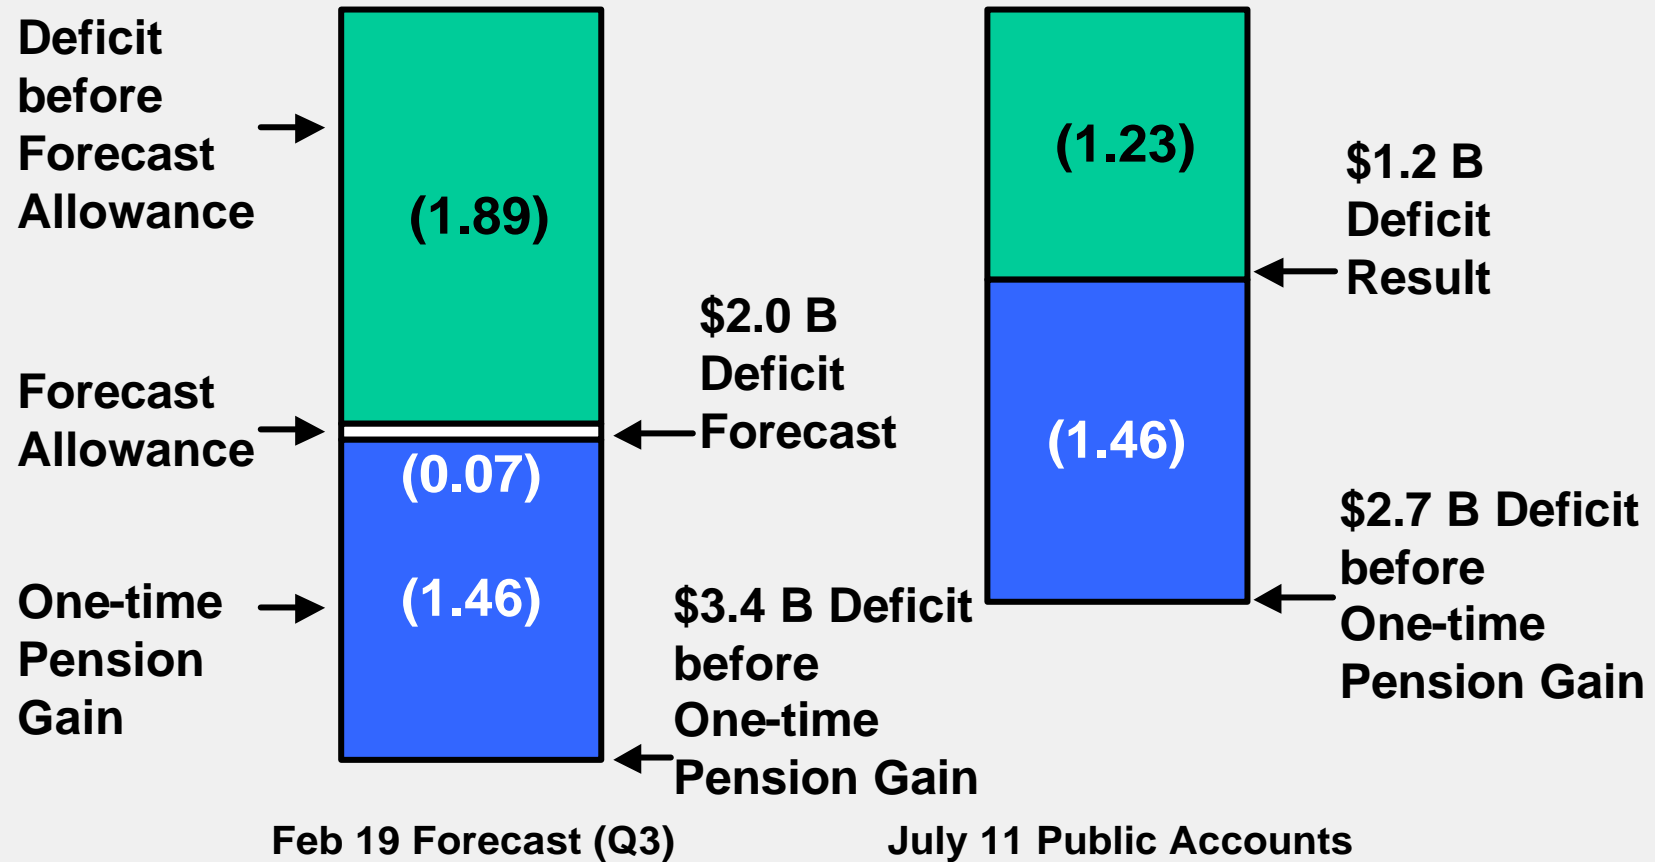 Deficit
before
Forecast
Allowance
(1.89)
Forecast
Allowance
(0.07)
One-time
Pension
Gain
(1.46)
$2.0 B
Deficit
Forecast
$3.4 B Deficit
before
One-time
Pension Gain
(1.23)
$1.2 B
Deficit
Result
(1.46)
$2.7 B Deficit
before
One-time
Pension Gain
Feb 19 Forecast (Q3)
July 11 Public Accounts